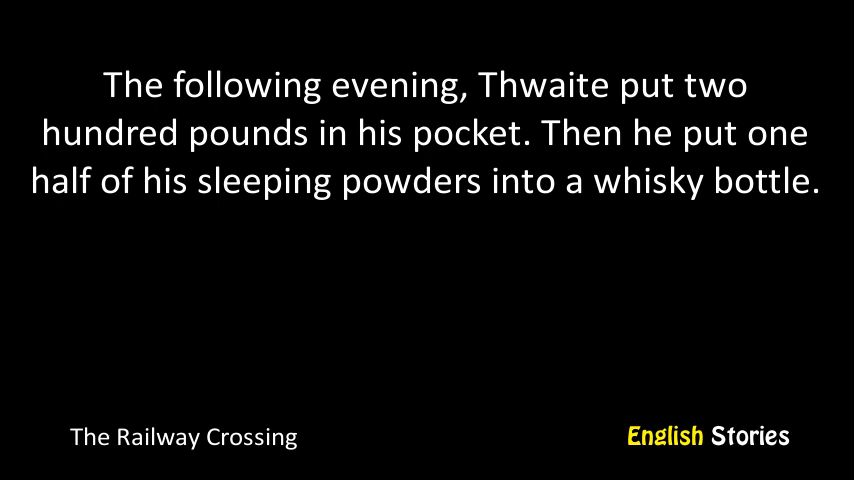 The following evening, Thwaite put two
hundred pounds in his pocket. Then he put one
half of his sleeping powders into a whisky bottle.
The Railway Crossing
English Stories